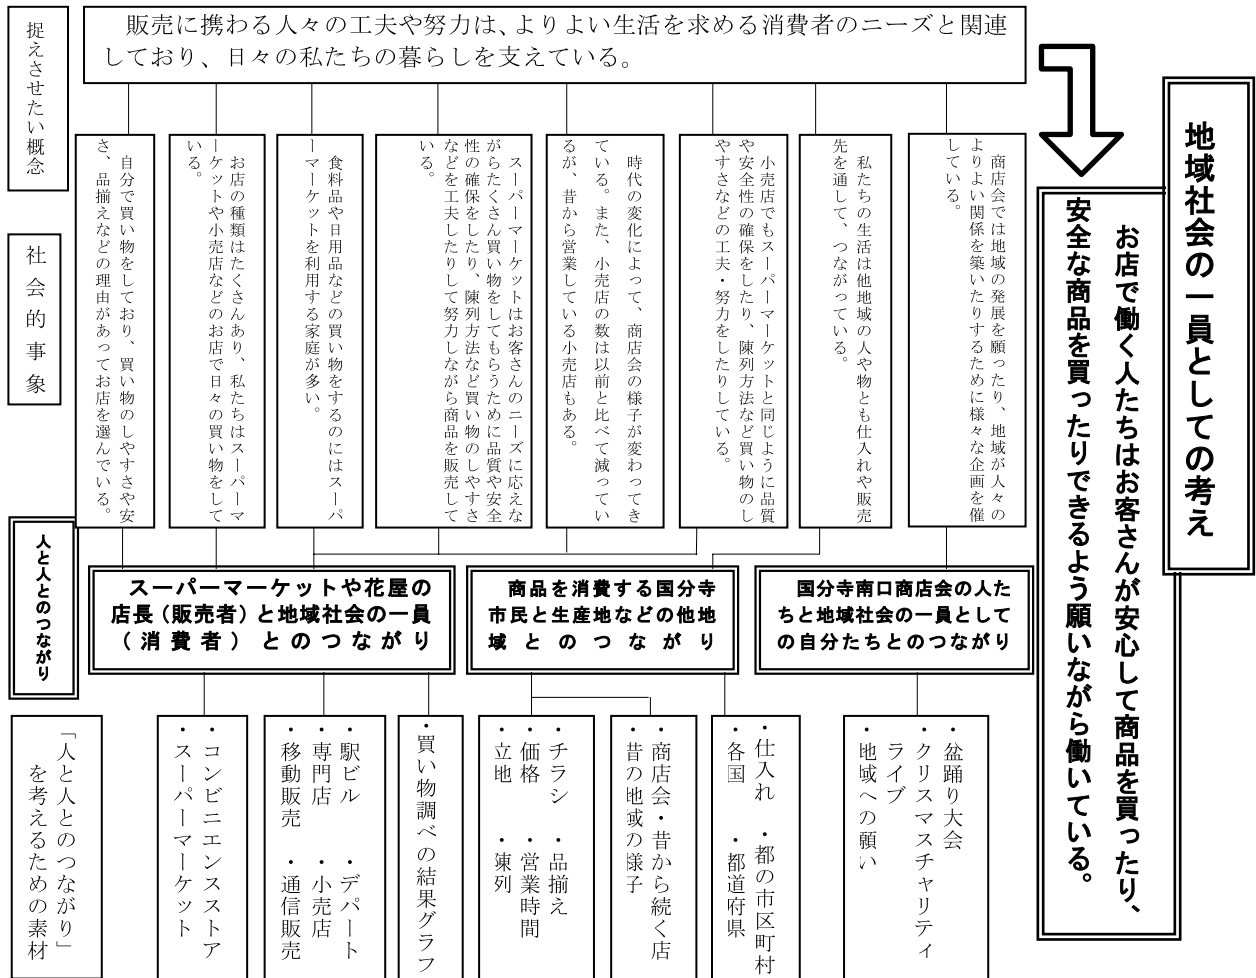 地域社会の一員としての考え
お店で働く人たちはお客さんが安心して商品を買ったり、
安全な商品を買ったりできるよう願いながら働いている。
捉えさせたい概念
販売に携わる人々の工夫や努力は、よりよい生活を求める消費者のニーズと関連
しており、日々の私たちの暮らしを支えている。
社会的事象
商店会では地域の発展を願ったり、地域が人々の
よりよい関係を築いたりするために様々な企画を催
している。
私たちの生活は他地域の人や物とも仕入れや販売
先を通して、つながっている。
小売店でもスーパーマーケットと同じように品質
や安全性の確保をしたり、陳列方法など買い物のし
やすさなどの工夫・努力をしたりしている。
時代の変化によって、商店会の様子が変わってき
ている。また、小売店の数は以前と比べて減ってい
るが、昔から営業している小売店もある。
スーパーマーケットはお客さんのニーズに応えな
がらたくさん買い物をしてもらうために品質や安全
性の確保をしたり、陳列方法など買い物のしやすさ
などを工夫したりして努力しながら商品を販売して
いる。
食料品や日用品などの買い物をするのにはスーパ
ーマーケットを利用する家庭が多い。
お店の種類はたくさんあり、私たちはスーパーマ
ーケットや小売店などのお店で日々の買い物をして
いる。
自分で買い物をしており、買い物のしやすさや安
さ、品揃えなどの理由があってお店を選んでいる。
人と人とのつながり
スーパーマーケットや花屋の
店長(販売者)と地域社会の一員
(消費者)とのつながり
商品を消費する国分寺
市民と生産地などの他地
域とのつながり
国分寺南口商店会の人た
ちと地域社会の一員として
の自分たちとのつながり
「人と人とのつながり」
を考えるための素材
・盆踊り大会
・クリスマスチャリティ
ライブ
・地域への願い
・仕入れ ・都の市区町村
・各国 ・都道府県
・商店会・昔から続く店
・昔の地域の様子
・チラシ ・品揃え
・価格 ・営業時間
・立地 ・陳列
・買い物調べの結果グラフ
・駅ビル ・デパート
・専門店 ・小売店
・移動販売 ・通信販売
・コンビニエンスストア
・スーパーマーケット